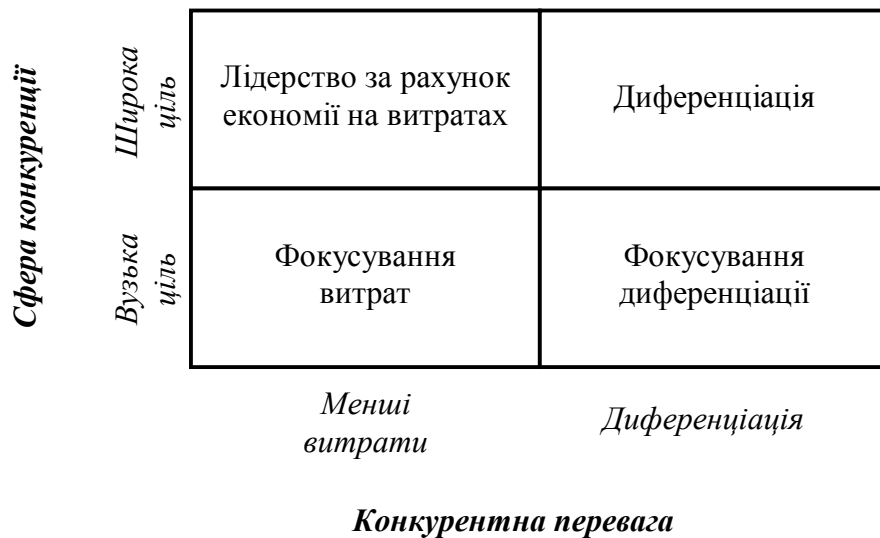 Сфера конкуренції
Широка
ціль
Лідерство за рахунок
економії на витратах
Диференціація
Вузька
ціль
Фокусування
витрат
Фокусування
диференціації
Менші
витрати
Диференціація
Конкурентна перевага